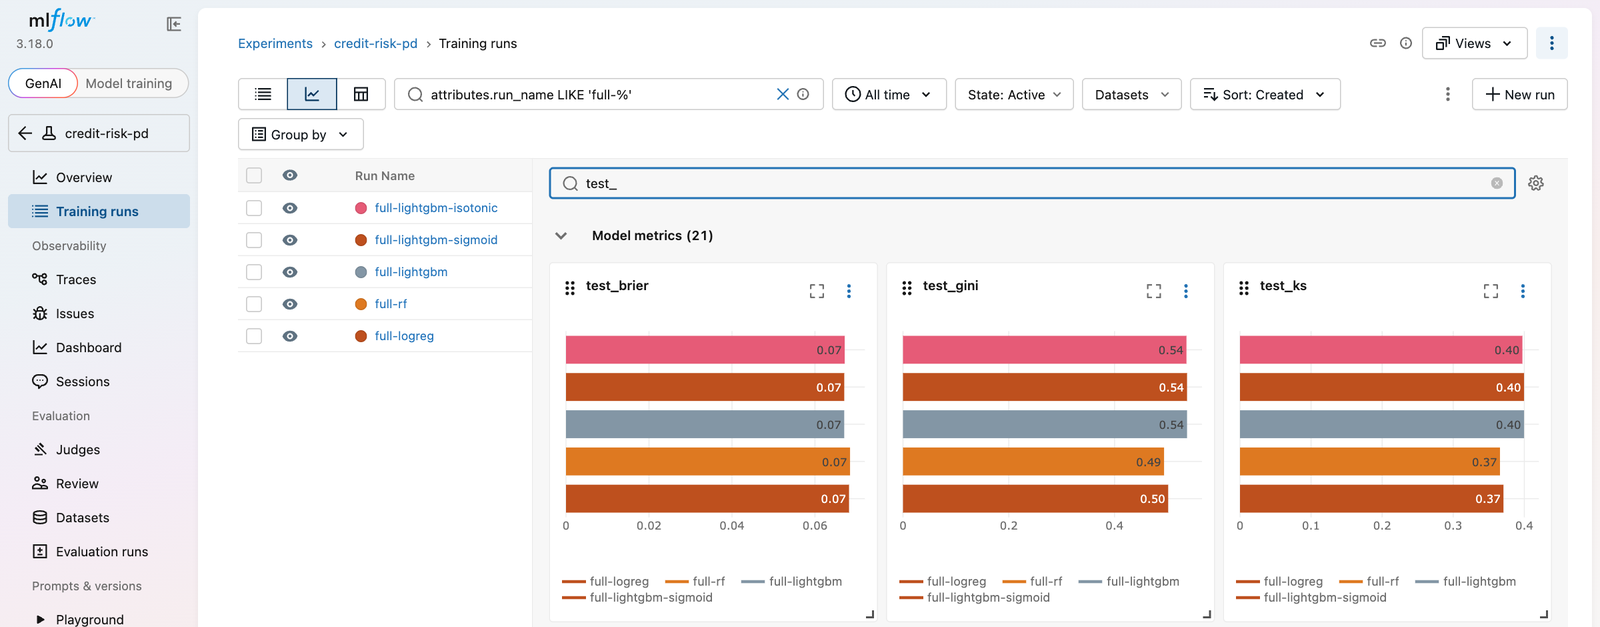 mlflow
3.18.0
GenAI Model training
credit-risk-pd
Overview
Training runs
Observability
Traces
Issues
Dashboard
Sessions
Evaluation
Judges
Review
Datasets
Evaluation runs
Prompts & versions
Playground
Experiments › credit-risk-pd › Training runs
Views
attributes.run_name LIKE 'full-%'
All time
State: Active
Datasets
Sort: Created
New run
Group by
Run Name
full-lightgbm-isotonic
full-lightgbm-sigmoid
full-lightgbm
full-rf
full-logreg
test_
Model metrics (21)
test_brier
0.07
0.07
0.07
0.07
0.07
0 0.02 0.04 0.06
full-logreg full-rf full-lightgbm
full-lightgbm-sigmoid
test_gini
0.54
0.54
0.54
0.49
0.50
0 0.2 0.4
full-logreg full-rf full-lightgbm
full-lightgbm-sigmoid
test_ks
0.40
0.40
0.40
0.37
0.37
0 0.1 0.2 0.3 0.4
full-logreg full-rf full-lightgbm
full-lightgbm-sigmoid